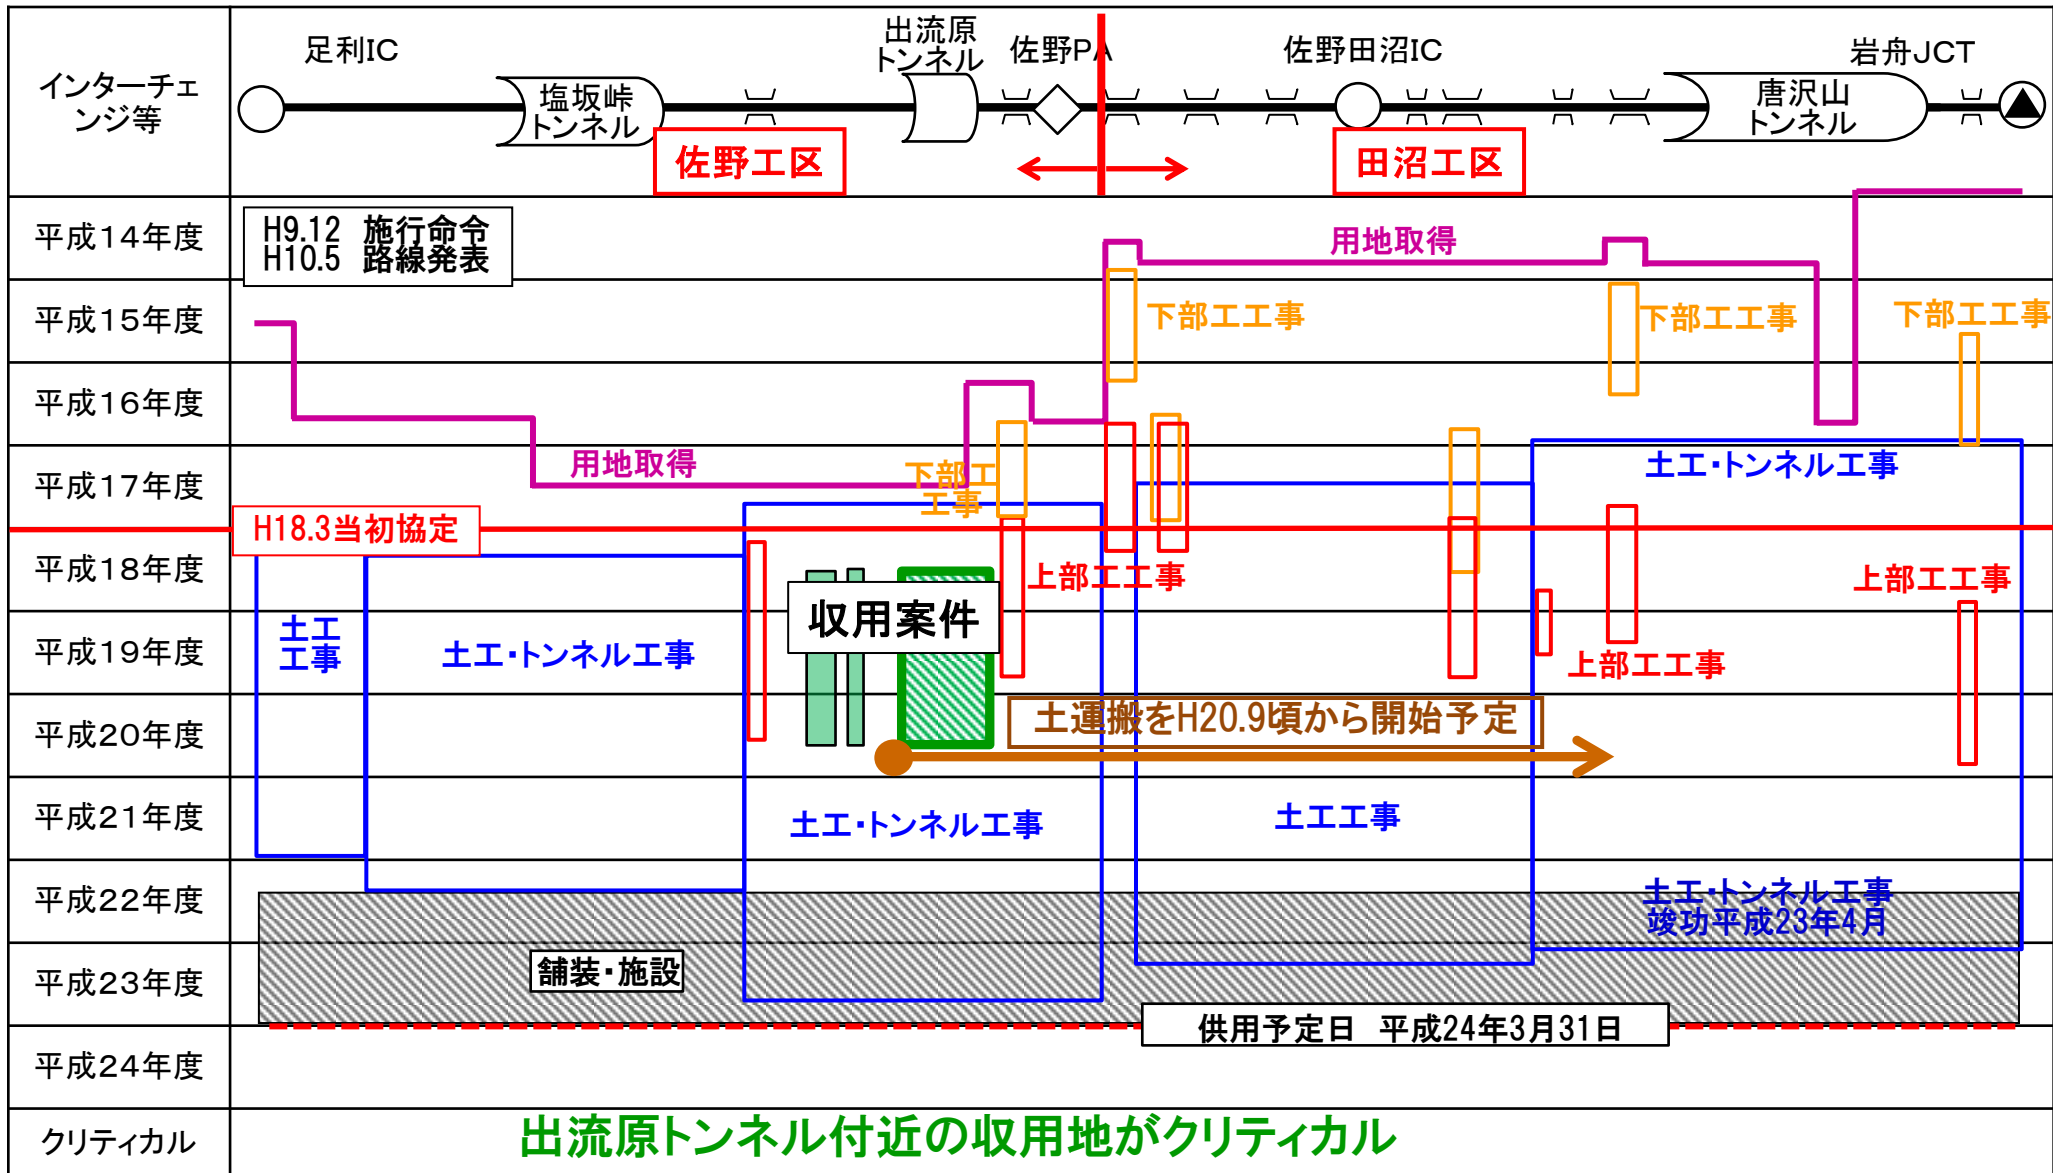 インターチェ
ンジ等
足利IC
塩坂峠
トンネル
出流原
トンネル
佐野PA
佐野田沼IC
唐沢山
トンネル
岩舟JCT
佐野工区
田沼工区
平成14年度
H9.12 施行命令
H10.5 路線発表
用地取得
平成15年度
下部工工事
下部工工事
下部工工事
平成16年度
平成17年度
用地取得
下部工
工事
土工・トンネル工事
H18.3当初協定
平成18年度
上部工工事
上部工工事
平成19年度
土工
工事
土工・トンネル工事
収用案件
上部工工事
平成20年度
土運搬をH20.9頃から開始予定
平成21年度
土工・トンネル工事
土工工事
平成22年度
土工・トンネル工事
竣功平成23年4月
平成23年度
舗装・施設
供用予定日 平成24年3月31日
平成24年度
クリティカル
出流原トンネル付近の収用地がクリティカル